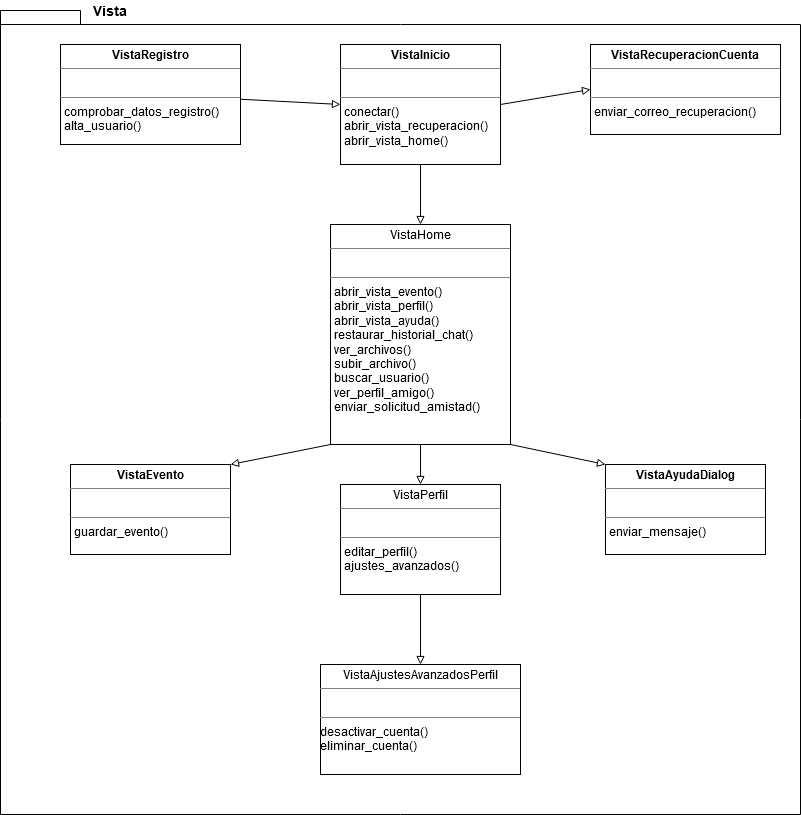 Vista
VistaRegistro
comprobar_datos_registro()
alta_usuario()
VistaInicio
conectar()
abrir_vista_recuperacion()
abrir_vista_home()
VistaRecuperacionCuenta
enviar_correo_recuperacion()
VistaHome
abrir_vista_evento()
abrir_vista_perfil()
abrir_vista_ayuda()
restaurar_historial_chat()
ver_archivos()
subir_archivo()
buscar_usuario()
ver_perfil_amigo()
enviar_solicitud_amistad()
VistaEvento
guardar_evento()
VistaPerfil
editar_perfil()
ajustes_avanzados()
VistaAyudaDialog
enviar_mensaje()
VistaAjustesAvanzadosPerfil
desactivar_cuenta()
eliminar_cuenta()